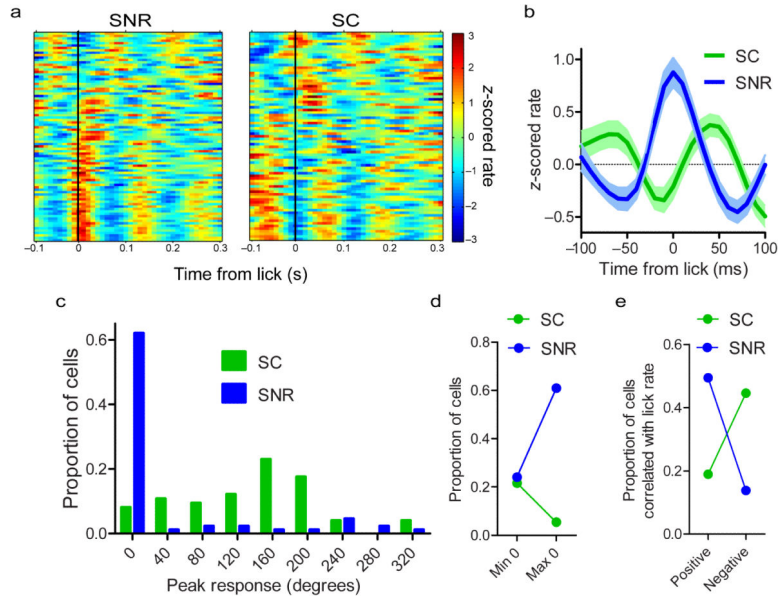 a
SNR
SC
3
2
1
0
−1
−2
−3
z-scored rate
−0.1
0
0.1
0.2
0.3
−0.1
0
0.1
0.2
0.3
Time from lick (s)
b
SC
SNR
1.0
0.5
0.0
−0.5
z-scored rate
−100
−50
0
50
100
Time from lick (ms)
c
SC
SNR
0.6
0.4
0.2
0.0
Proportion of cells
0
40
80
120
160
200
240
280
320
Peak response (degrees)
d
SC
SNR
0.8
0.6
0.4
0.2
0.0
Proportion of cells
Min 0
Max 0
e
SC
SNR
0.6
0.4
0.2
0.0
Proportion of cells
correlated with lick rate
Positive
Negative